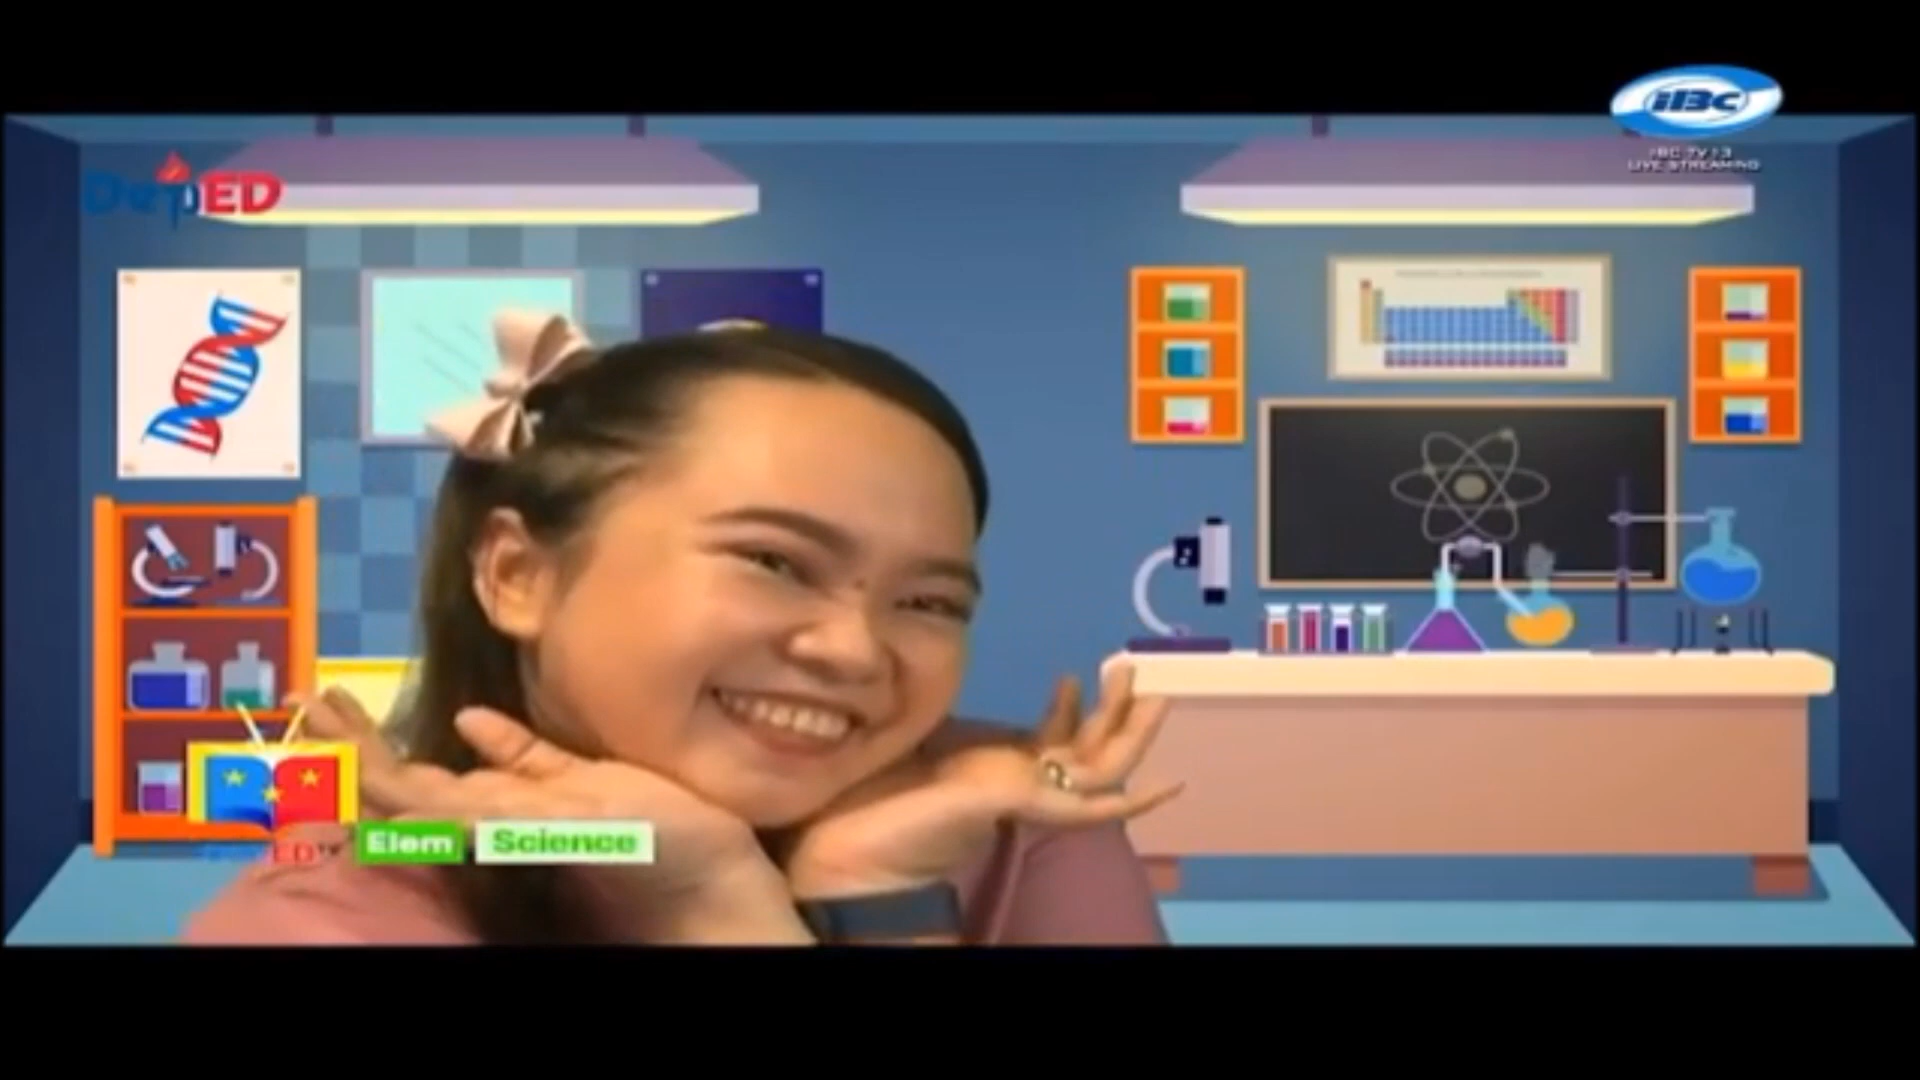 DepED
iBC
IBC TV 13
LIVE STREAMING
Elem Science